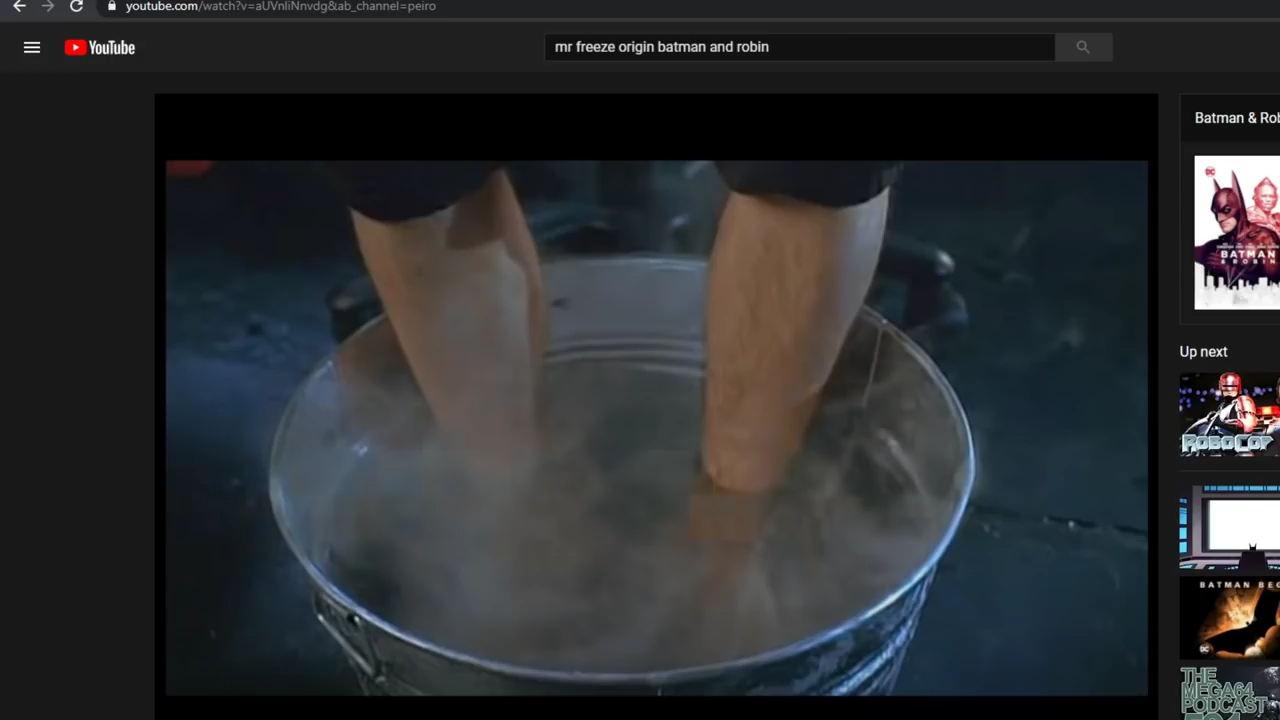 youtube.com/watch?v=aUVnliNnvdg&ab_channel=peiro
YouTube
mr freeze origin batman and robin
Batman & Rob
BATMAN
& ROBIN
Up next
ROBOCOP
BATMAN BEG
THE
MEGA64
PODCAST